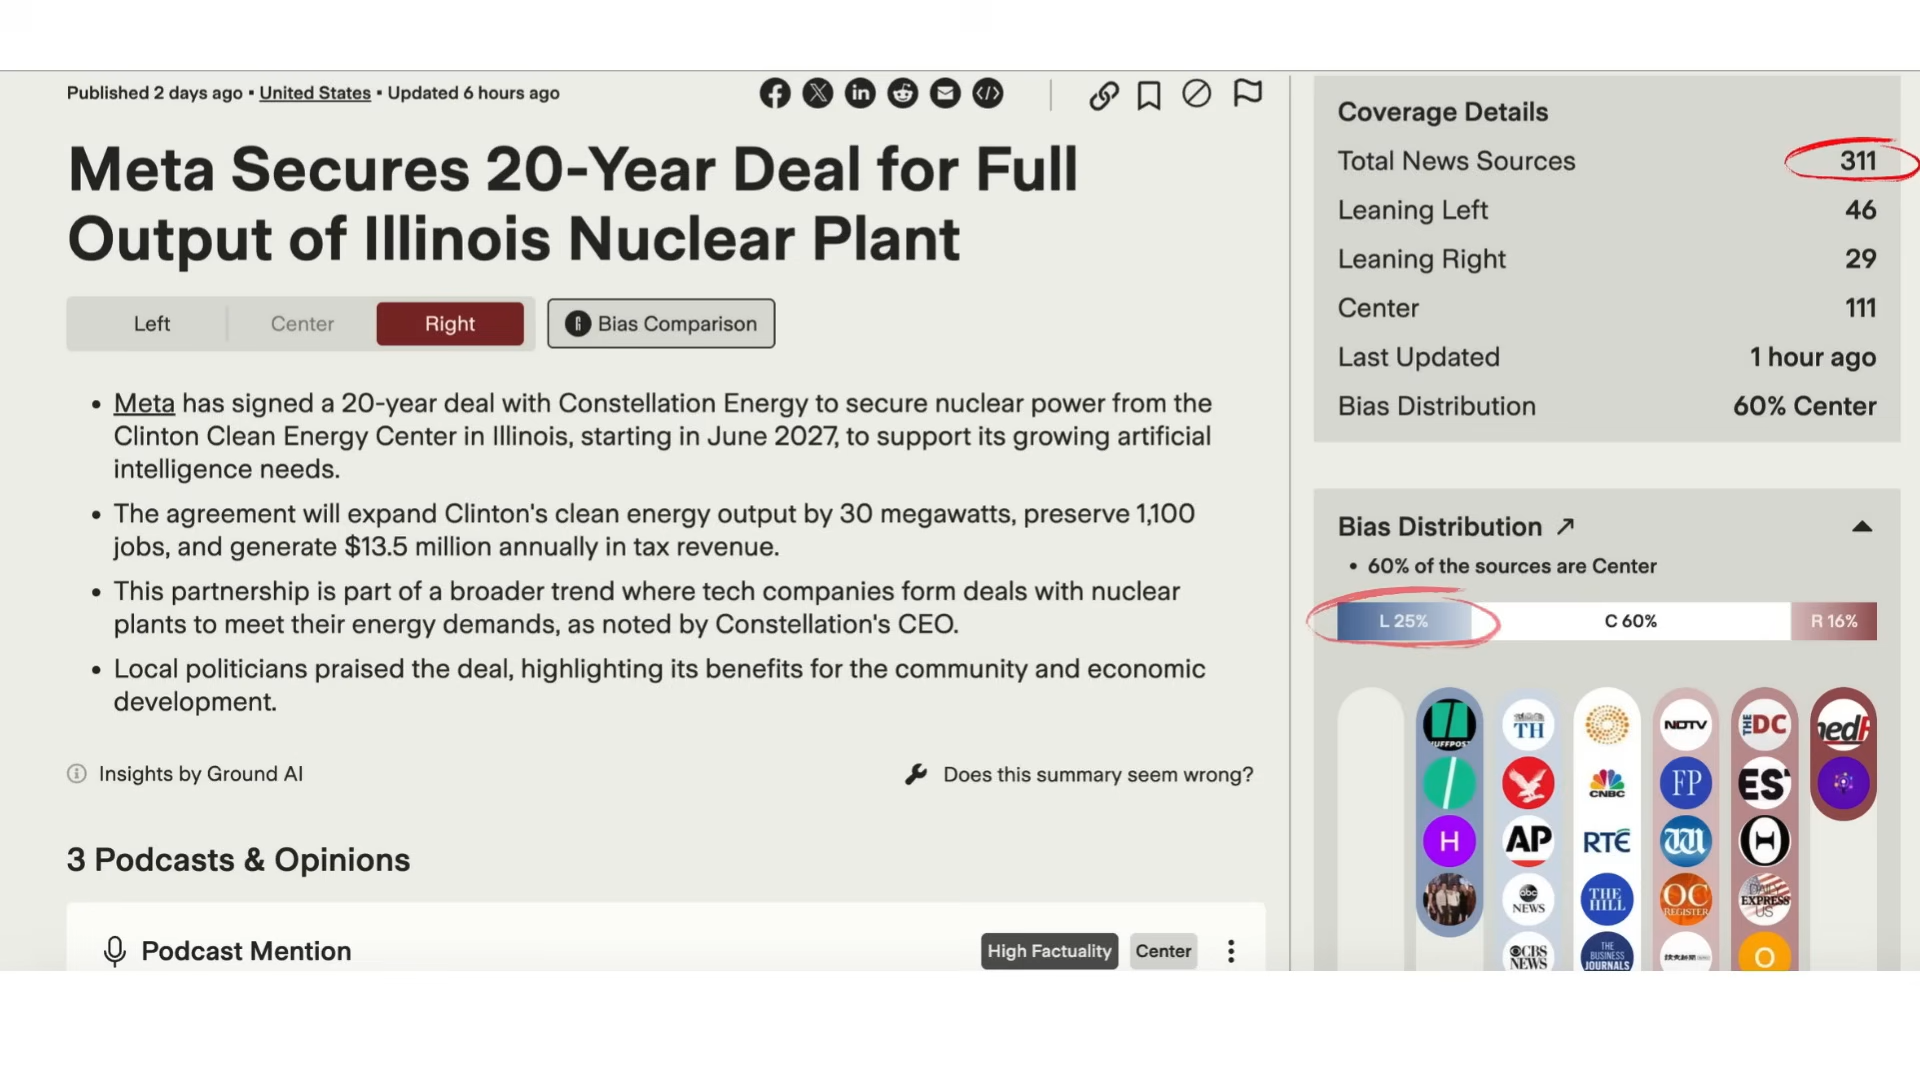 Published 2 days ago • United States • Updated 6 hours ago
Meta Secures 20-Year Deal for Full
Output of Illinois Nuclear Plant
Left
Center
Right
Bias Comparison
• Meta has signed a 20-year deal with Constellation Energy to secure nuclear power from the
Clinton Clean Energy Center in Illinois, starting in June 2027, to support its growing artificial
intelligence needs.
• The agreement will expand Clinton's clean energy output by 30 megawatts, preserve 1,100
jobs, and generate $13.5 million annually in tax revenue.
• This partnership is part of a broader trend where tech companies form deals with nuclear
plants to meet their energy demands, as noted by Constellation's CEO.
• Local politicians praised the deal, highlighting its benefits for the community and economic
development.
Insights by Ground AI
Does this summary seem wrong?
3 Podcasts & Opinions
Podcast Mention
High Factuality
Center
Coverage Details
Total News Sources 311
Leaning Left 46
Leaning Right 29
Center 111
Last Updated 1 hour ago
Bias Distribution 60% Center
Bias Distribution
• 60% of the sources are Center
L 25%
C 60%
R 16%
HUFFPOST
TH
NDTV
THE DC
CNBC
FP
ES
H
AP
RTÉ
abc NEWS
THE HILL
OC REGISTER
DAILY EXPRESS US
CBS NEWS
THE BUSINESS JOURNALS
O